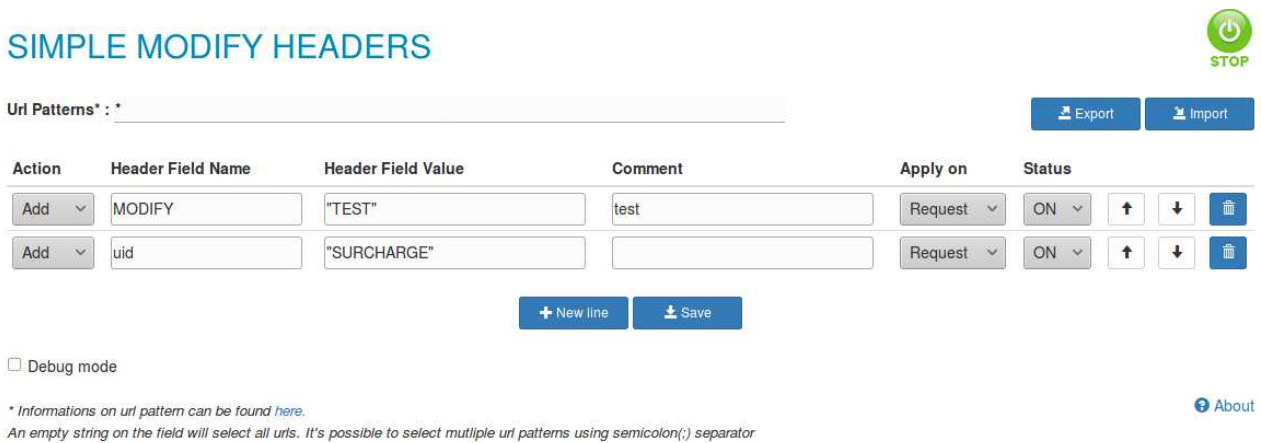 SIMPLE MODIFY HEADERS
STOP
Url Patterns* : *
Export Import
Action Header Field Name Header Field Value Comment Apply on Status
Add MODIFY "TEST" test Request ON
Add uid "SURCHARGE" Request ON
New line Save
Debug mode
* Informations on url pattern can be found here.
About
An empty string on the field will select all urls. It's possible to select mutliple url patterns using semicolon(;) separator